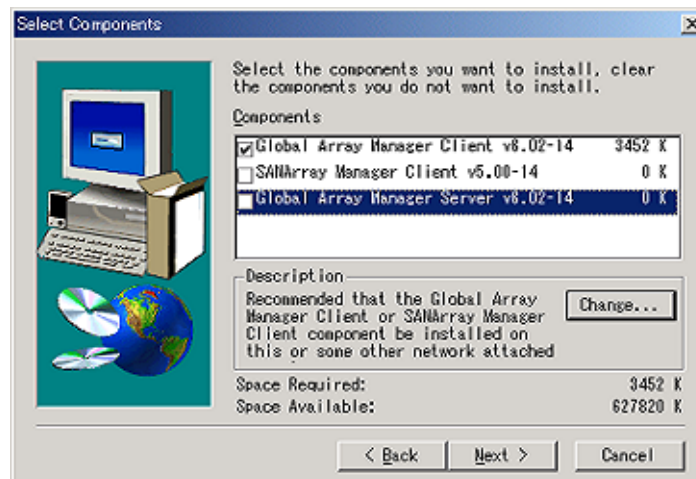 Select Components
Select the components you want to install, clear
the components you do not want to install.
Components
Global Array Manager Client v6.02-14 3452 K
SANArray Manager Client v5.00-14 0 K
Global Array Manager Server v6.02-14 0 K
Description
Recommended that the Global Array
Manager Client or SANArray Manager
Client component be installed on
this or some other network attached
Change...
Space Required: 3452 K
Space Available: 627820 K
< Back
Next >
Cancel